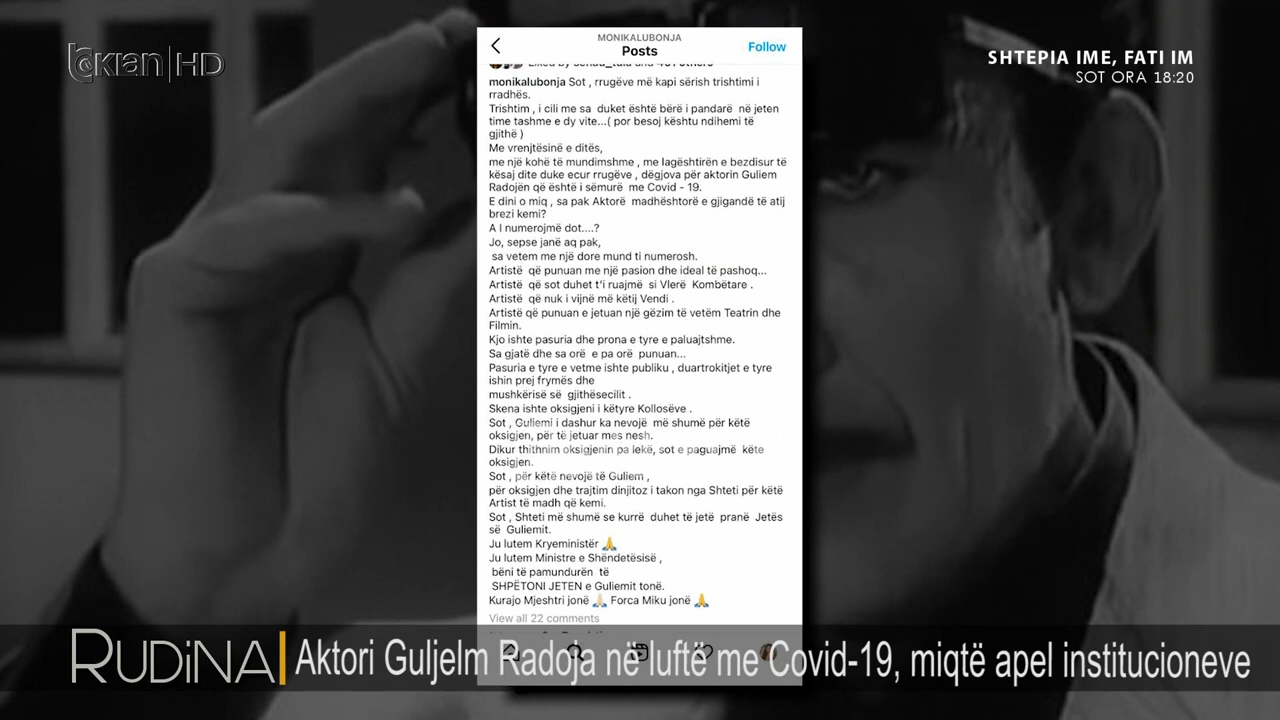 klan HD
SHTEPIA IME, FATI IM
SOT ORA 18:20
MONIKALUBONJA
Posts
Follow
monikalubonja Sot , rrugëve më kapi sërish trishtimi i
rradhës.
Trishtim , i cili me sa duket është bërë i pandarë në jeten
time tashme e dy vite...( por besoj kështu ndihemi të
gjithë )
Me vrenjtësinë e ditës,
me një kohë të mundimshme , me lagështirën e bezdisur të
kësaj dite duke ecur rrugëve , dëgjova për aktorin Guliem
Radojën që është i sëmurë me Covid - 19.
E dini o miq , sa pak Aktorë madhështorë e gjigandë të atij
brezi kemi?
A I numerojmë dot....?
Jo, sepse janë aq pak,
sa vetem me një dore mund ti numerosh.
Artistë që punuan me një pasion dhe ideal të pashoq...
Artistë që sot duhet t'i ruajmë si Vlerë Kombëtare .
Artistë që nuk i vijnë më këtij Vendi .
Artistë që punuan e jetuan një gëzim të vetëm Teatrin dhe
Filmin.
Kjo ishte pasuria dhe prona e tyre e paluajtshme.
Sa gjatë dhe sa orë e pa orë punuan...
Pasuria e tyre e vetme ishte publiku , duartrokitjet e tyre
ishin prej frymës dhe
mushkërisë së gjithësecilit .
Skena ishte oksigjeni i këtyre Kollosëve .
Sot , Guliemi i dashur ka nevojë më shumë për këtë
oksigjen, për të jetuar mes nesh.
Dikur thithnim oksigjenin pa lekë, sot e paguajmë këte
oksigjen.
Sot , për këtë nevojë të Guliem ,
për oksigjen dhe trajtim dinjitoz i takon nga Shteti për këtë
Artist të madh që kemi.
Sot , Shteti më shumë se kurrë duhet të jetë pranë Jetës
së Guliemit.
Ju lutem Kryeministër 🙏
Ju lutem Ministre e Shëndetësisë ,
bëni të pamundurën të
SHPËTONI JETEN e Guliemit tonë.
Kurajo Mjeshtri jonë 🙏🏻 Forca Miku jonë 🙏
View all 22 comments
RUDiNA
Aktori Guljelm Radoja në luftë me Covid-19, miqtë apel institucioneve